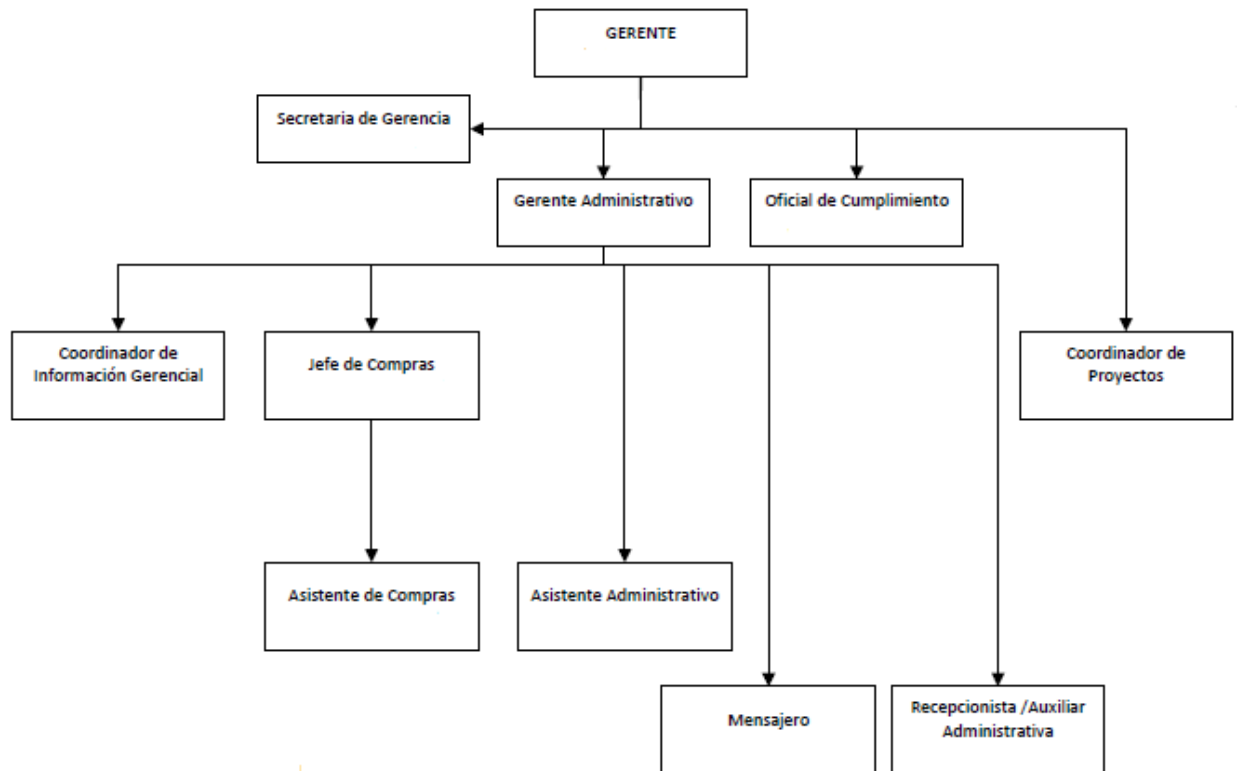 GERENTE
Secretaria de Gerencia
Gerente Administrativo
Oficial de Cumplimiento
Coordinador de
Información Gerencial
Jefe de Compras
Coordinador de
Proyectos
Asistente de Compras
Asistente Administrativo
Mensajero
Recepcionista /Auxiliar
Administrativa